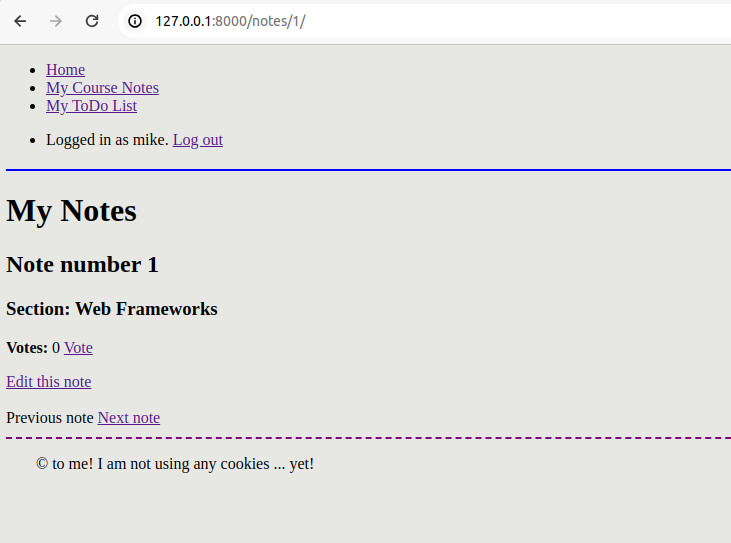 127.0.0.1:8000/notes/1/
Home
My Course Notes
My ToDo List
Logged in as mike. Log out
My Notes
Note number 1
Section: Web Frameworks
Votes: 0 Vote
Edit this note
Previous note Next note
© to me! I am not using any cookies ... yet!